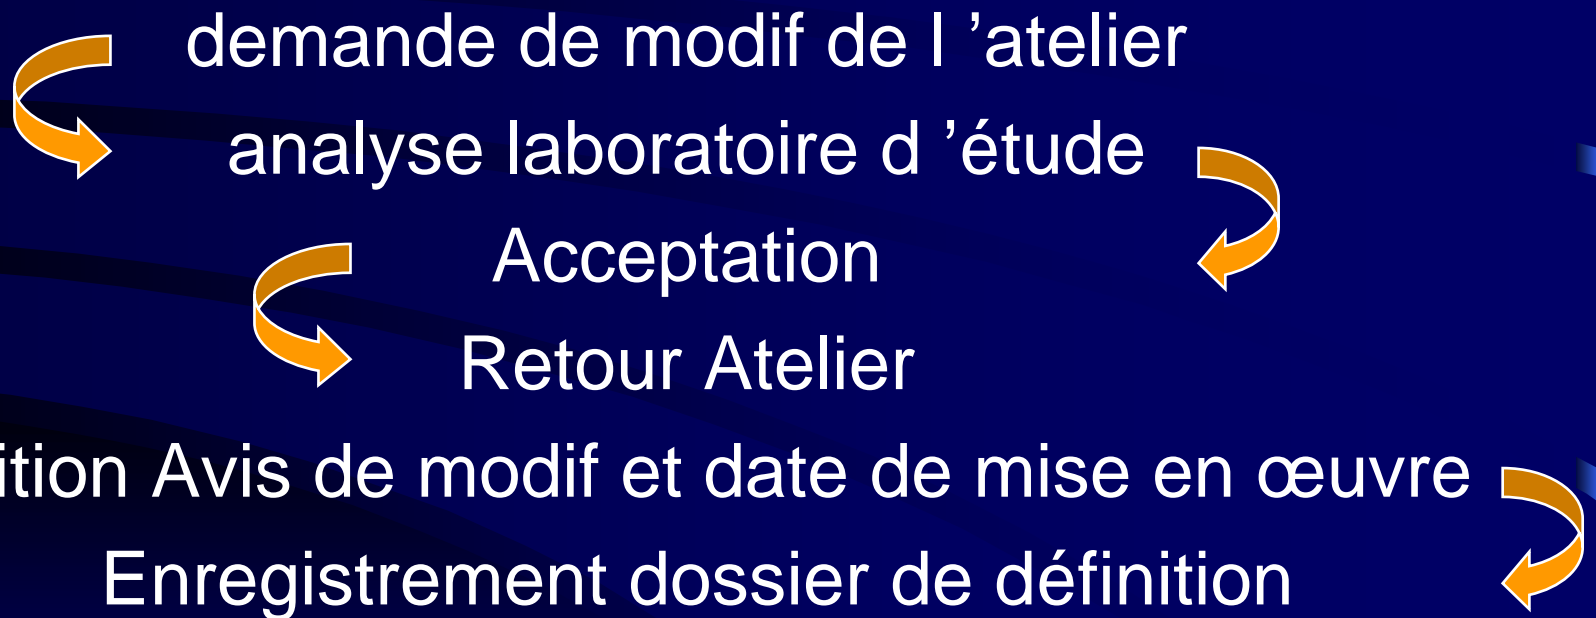 demande de modif de l ’atelier
analyse laboratoire d ’étude
Acceptation
Retour Atelier
Avis de modif et date de mise en œuvre
Enregistrement dossier de définition